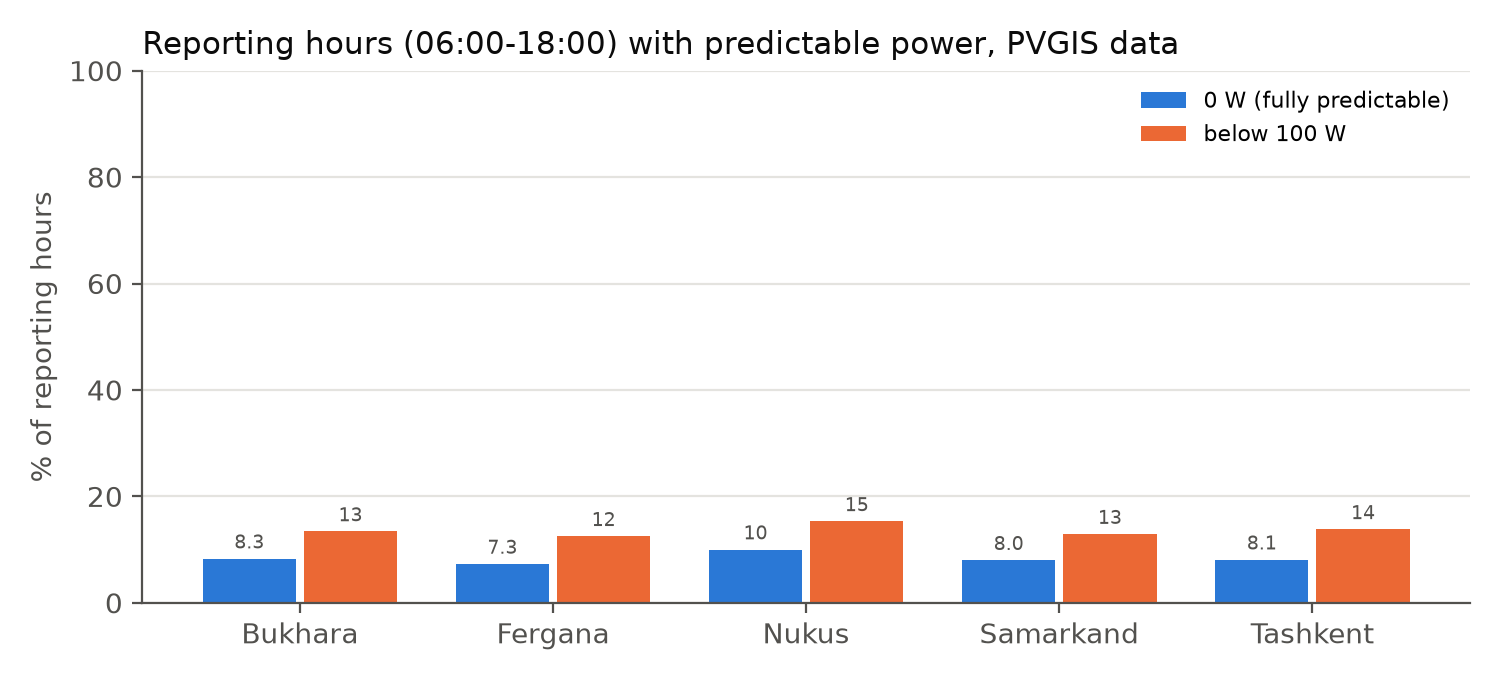 Reporting hours (06:00-18:00) with predictable power, PVGIS data
100
80
60
40
20
0
% of reporting hours
0 W (fully predictable)
below 100 W
8.3
13
7.3
12
10
15
8.0
13
8.1
14
Bukhara
Fergana
Nukus
Samarkand
Tashkent